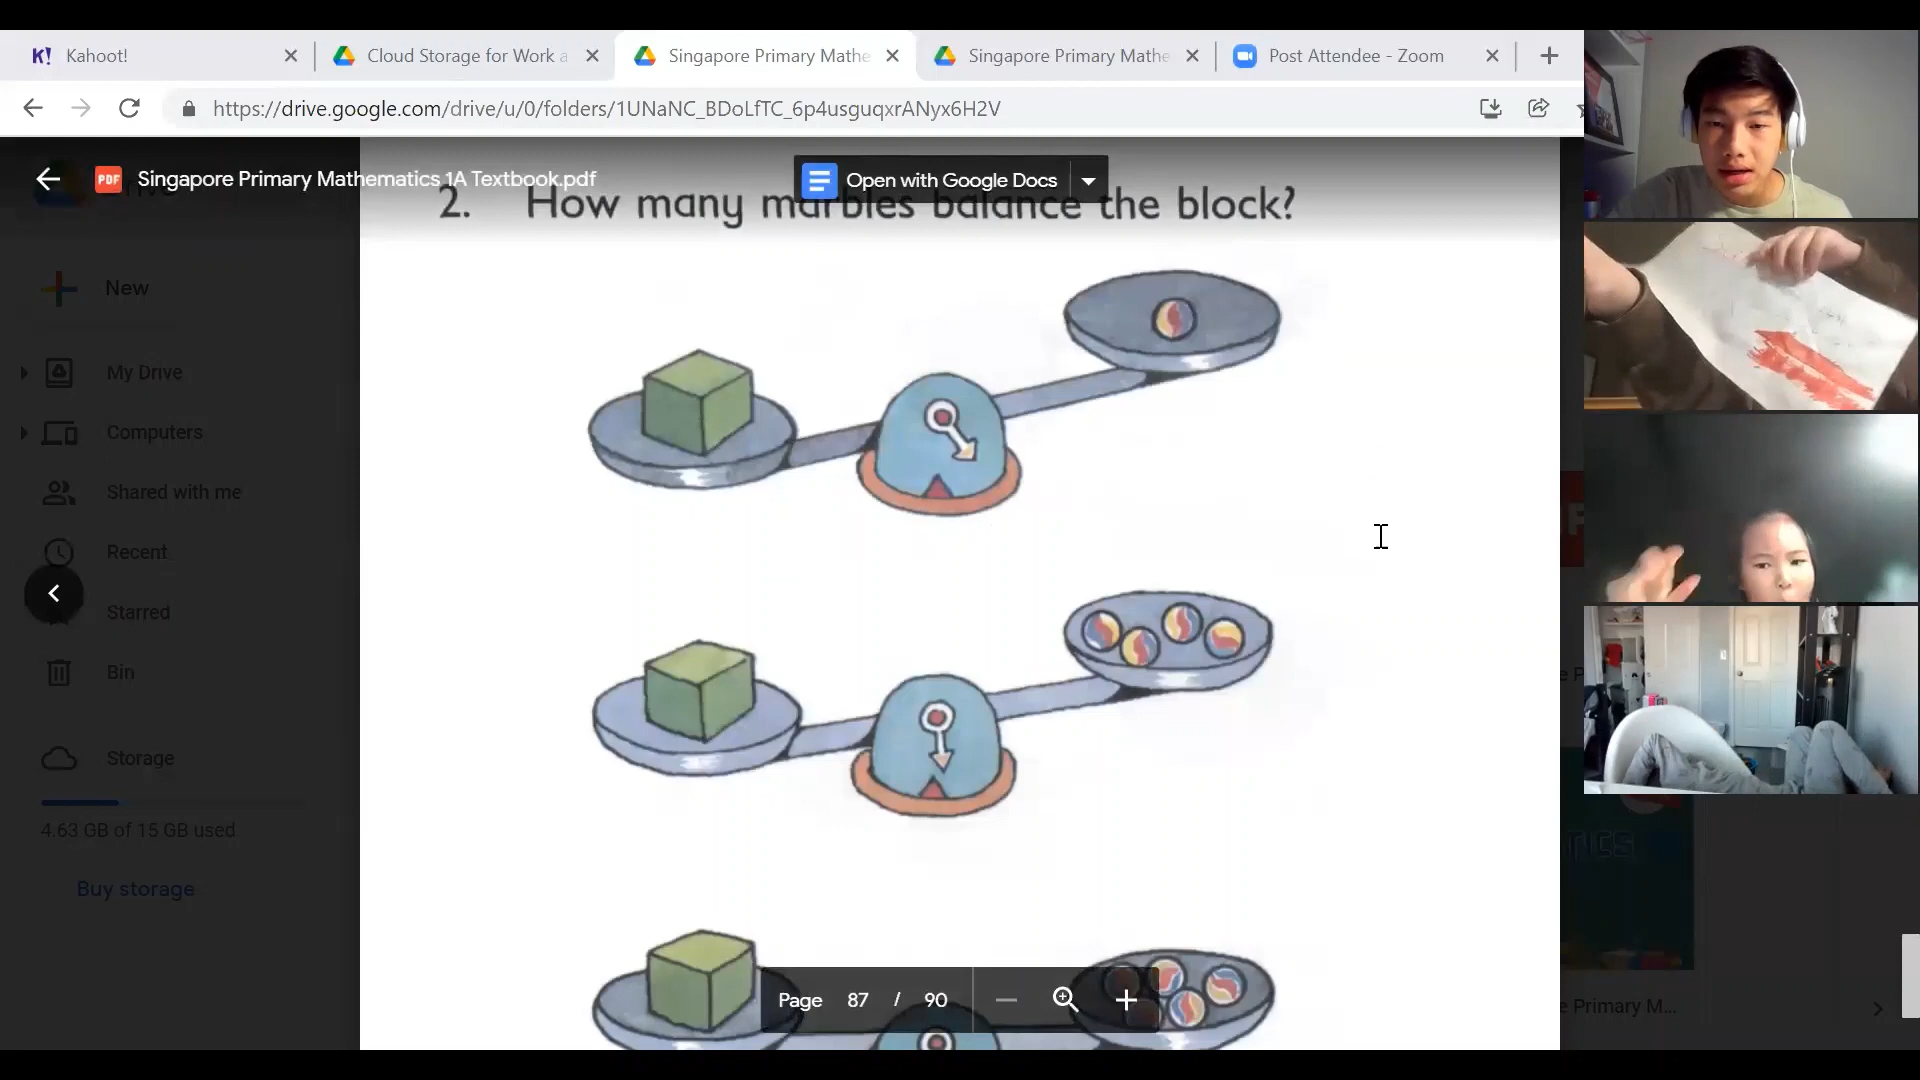 K! Kahoot!
Cloud Storage for Work a
Singapore Primary Mathe
Singapore Primary Mathe
Post Attendee - Zoom
https://drive.google.com/drive/u/0/folders/1UNaNC_BDoLfTC_6p4usguqxrANyx6H2V
PDF Singapore Primary Mathematics 1A Textbook.pdf
Open with Google Docs
2. How many marbles balance the block?
New
My Drive
Computers
Shared with me
Recent
Starred
Bin
Storage
4.63 GB of 15 GB used
Buy storage
Page 87 / 90
e Primary M...